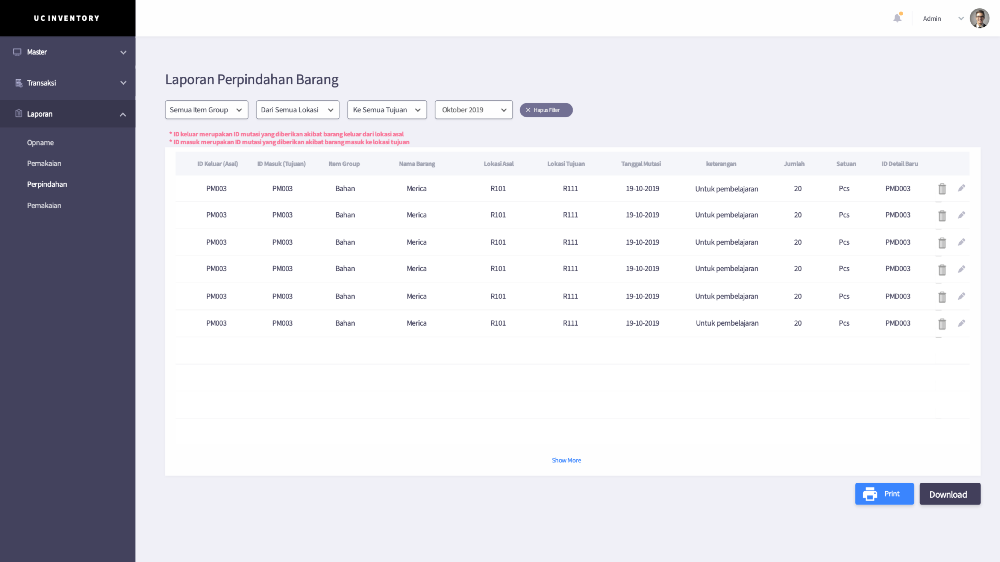 UC INVENTORY
Admin
Master
Transaksi
Laporan
Opname
Pemakaian
Perpindahan
Pemakaian
Laporan Perpindahan Barang
Semua Item Group Dari Semua Lokasi Ke Semua Tujuan Oktober 2019 Hapus Filter
* ID keluar merupakan ID mutasi yang diberikan akibat barang keluar dari lokasi asal
* ID masuk merupakan ID mutasi yang diberikan akibat barang masuk ke lokasi tujuan
ID Keluar (Asal) ID Masuk (Tujuan) Item Group Nama Barang Lokasi Asal Lokasi Tujuan Tanggal Mutasi keterangan Jumlah Satuan ID Detail Baru
PM003 PM003 Bahan Merica R101 R111 19-10-2019 Untuk pembelajaran 20 Pcs PMD003
PM003 PM003 Bahan Merica R101 R111 19-10-2019 Untuk pembelajaran 20 Pcs PMD003
PM003 PM003 Bahan Merica R101 R111 19-10-2019 Untuk pembelajaran 20 Pcs PMD003
PM003 PM003 Bahan Merica R101 R111 19-10-2019 Untuk pembelajaran 20 Pcs PMD003
PM003 PM003 Bahan Merica R101 R111 19-10-2019 Untuk pembelajaran 20 Pcs PMD003
PM003 PM003 Bahan Merica R101 R111 19-10-2019 Untuk pembelajaran 20 Pcs PMD003
Show More
Print Download